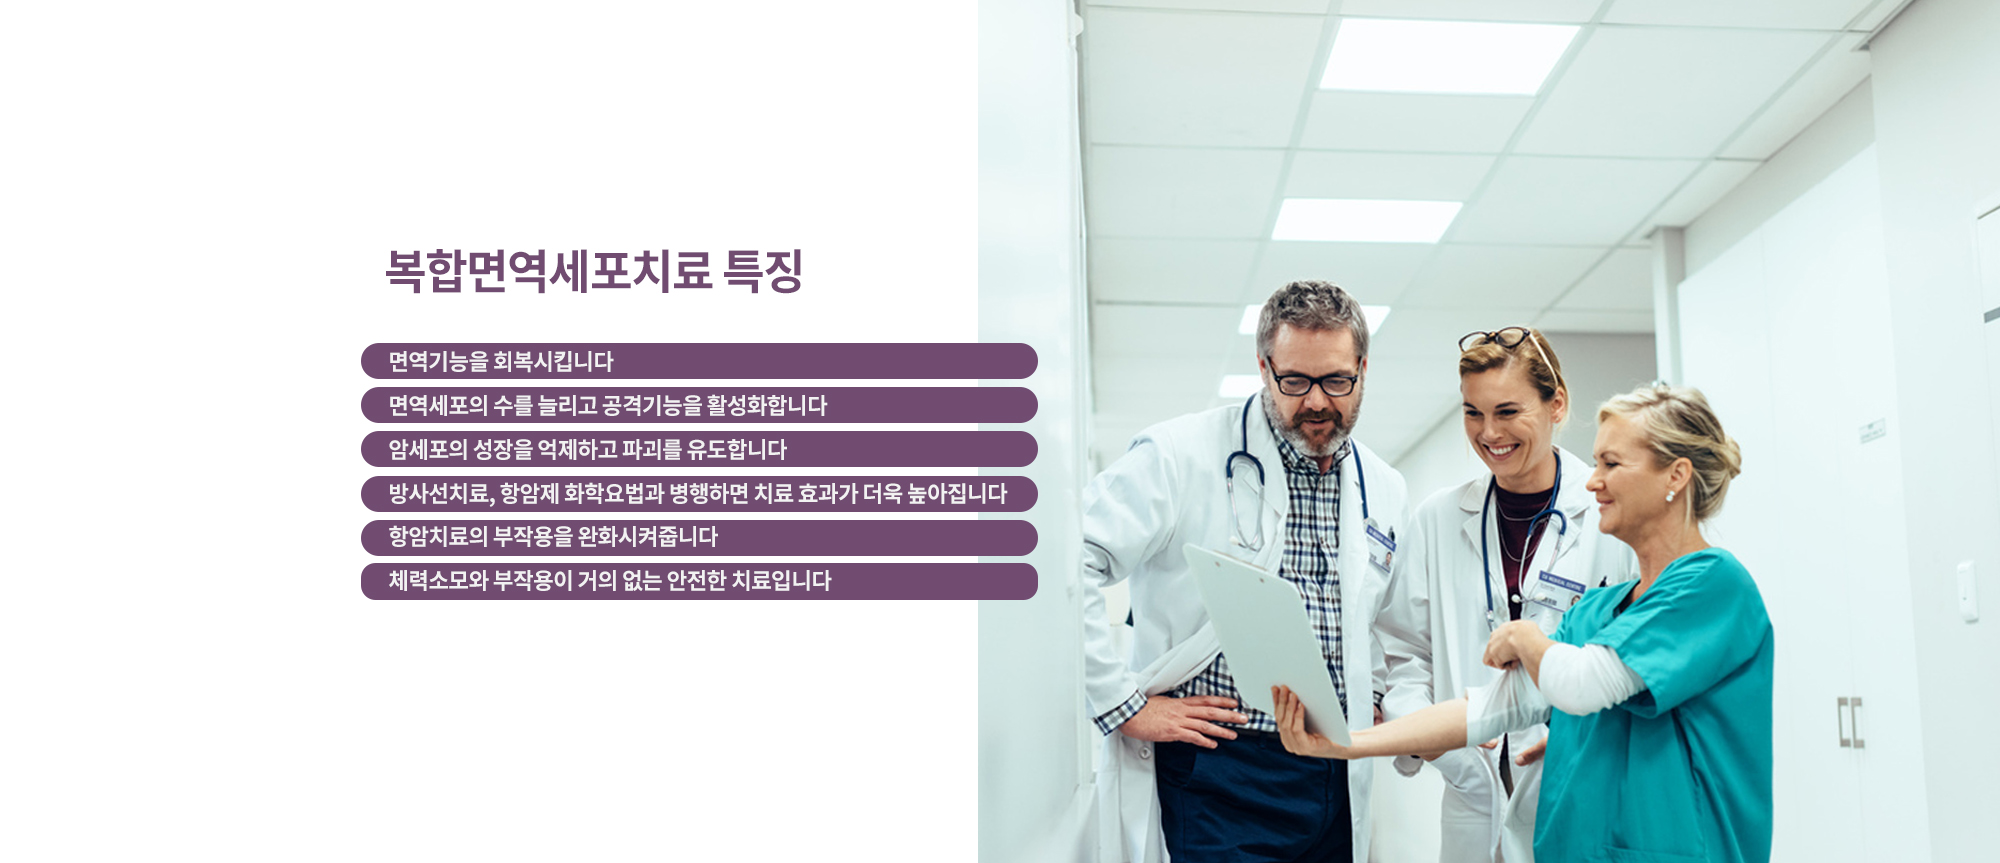 복합면역세포치료 특징
면역기능을 회복시킵니다
면역세포의 수를 늘리고 공격기능을 활성화합니다
암세포의 성장을 억제하고 파괴를 유도합니다
방사선치료, 항암제 화학요법과 병행하면 치료 효과가 더욱 높아집니다
항암치료의 부작용을 완화시켜줍니다
체력소모와 부작용이 거의 없는 안전한 치료입니다